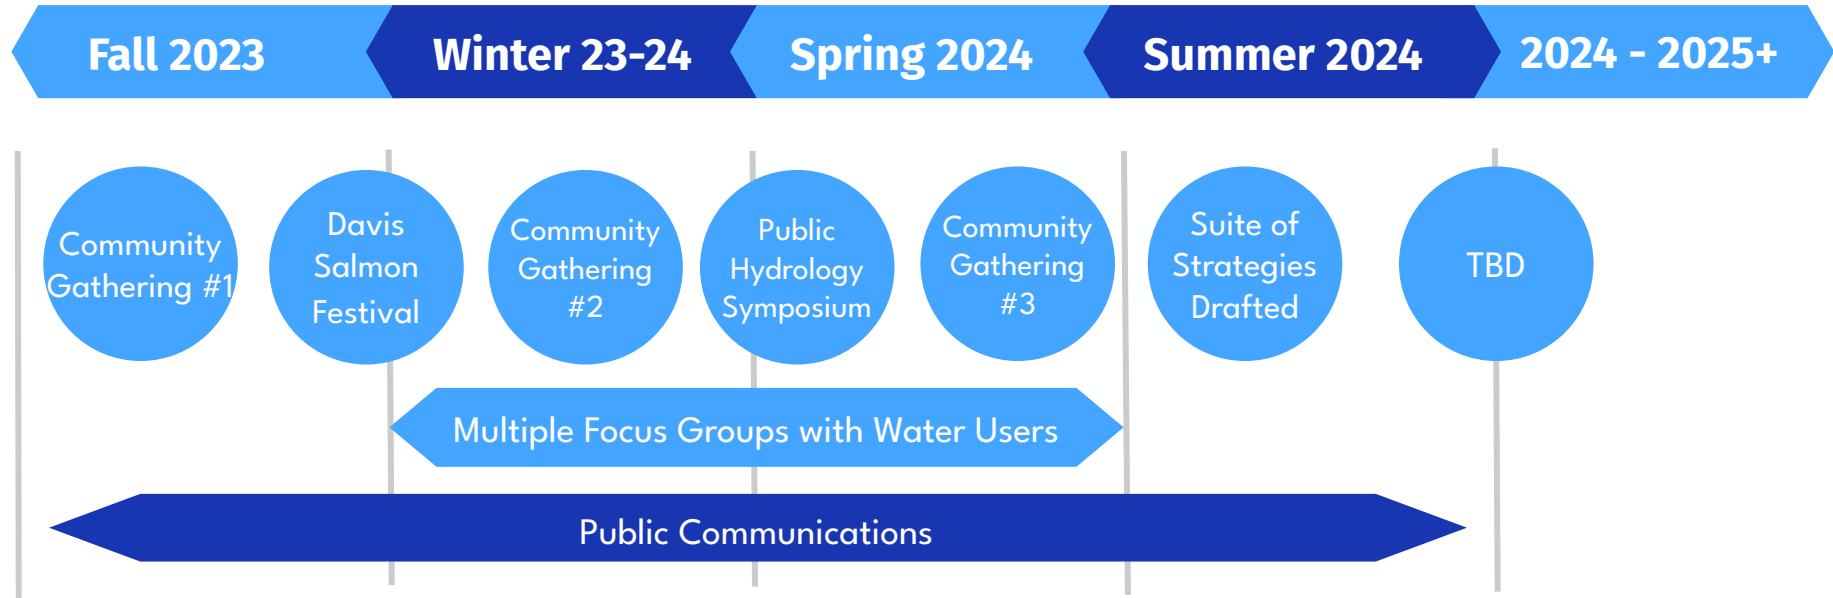 Fall 2023
Winter 23-24
Spring 2024
Summer 2024
2024 - 2025+
Community
Gathering #1
Davis
Salmon
Festival
Community
Gathering
#2
Public
Hydrology
Symposium
Community
Gathering
#3
Suite of
Strategies
Drafted
TBD
Multiple Focus Groups with Water Users
Public Communications